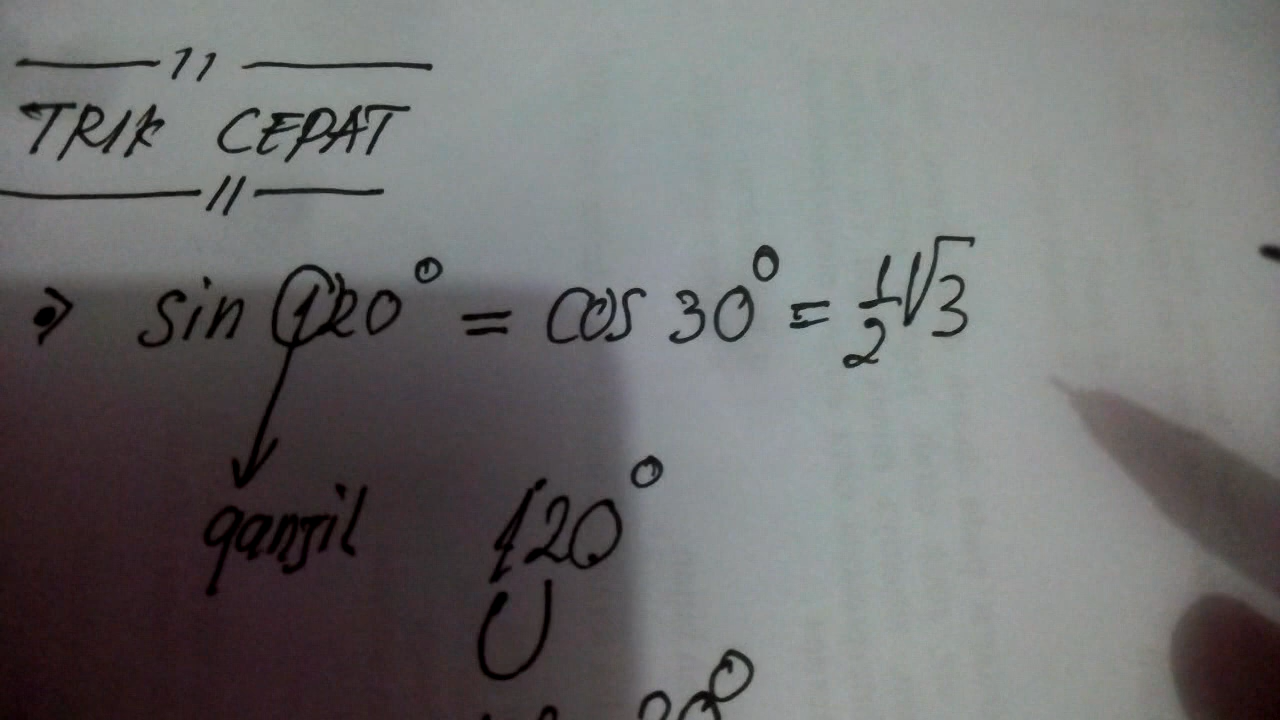 TRIK CEPAT
⇒ sin 120° = cos 30° = 1/2 √3
ganjil 120°